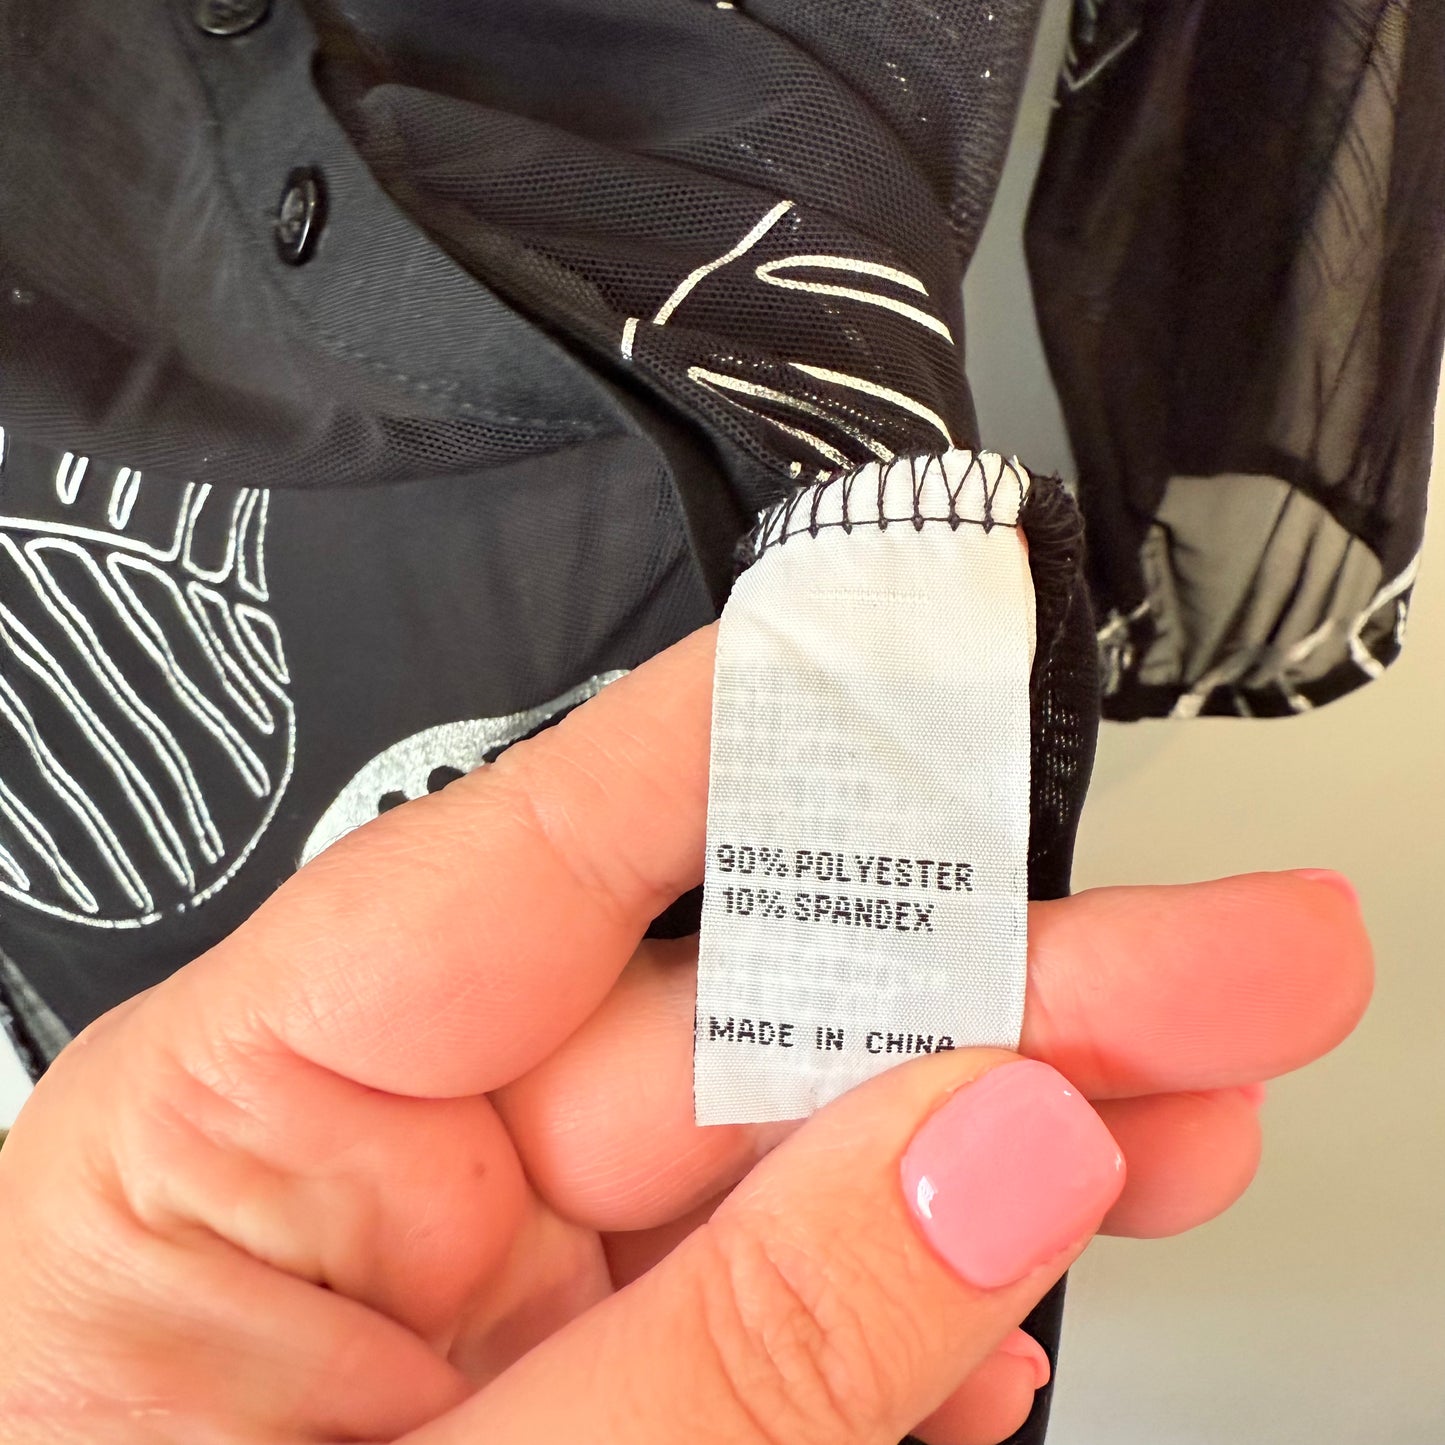 90% POLYESTER
10% SPANDEX
MADE IN CHINA